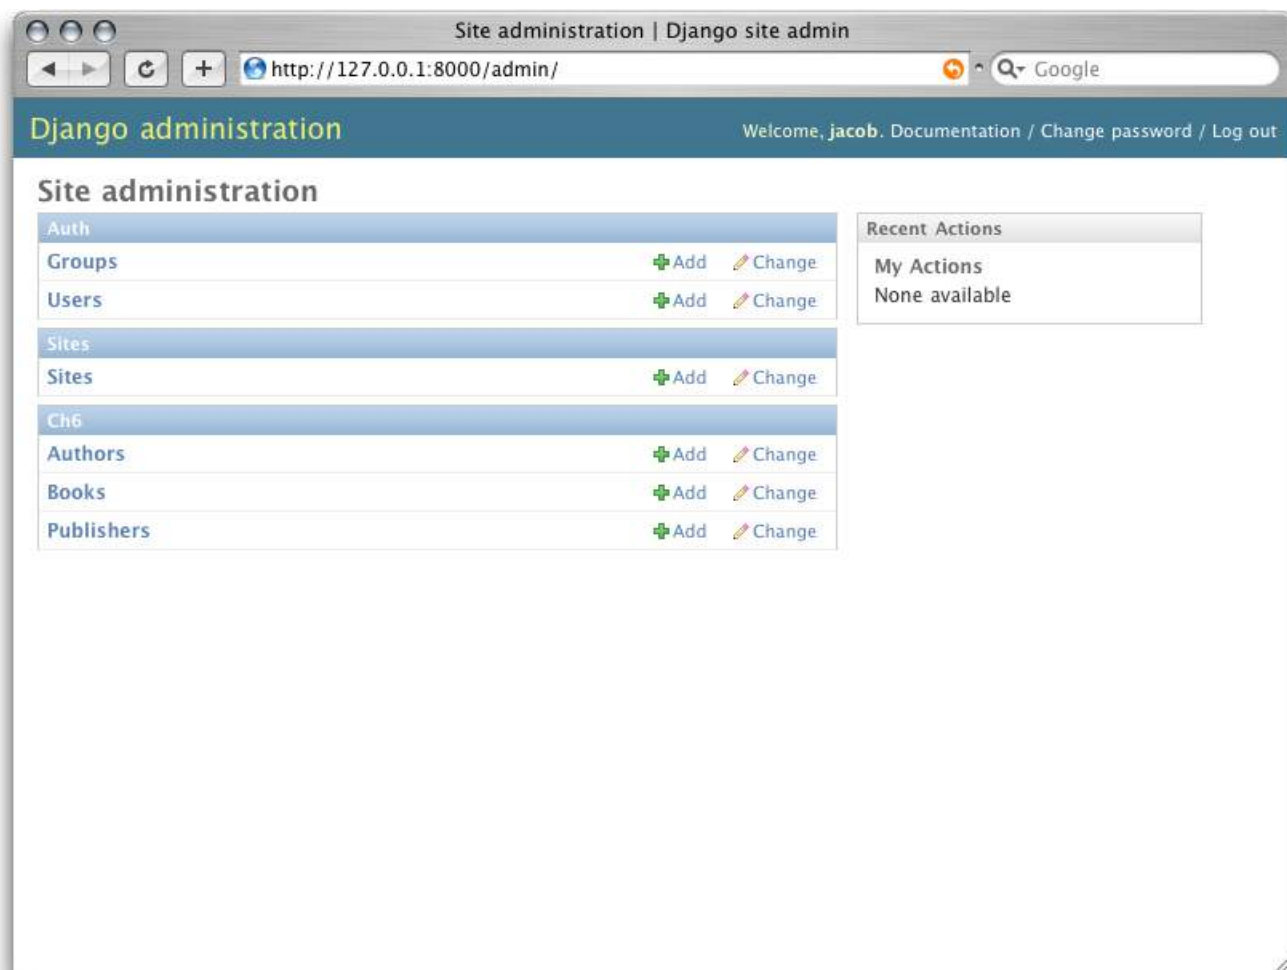 Site administration | Django site admin
http://127.0.0.1:8000/admin/
Google
Django administration
Welcome, jacob. Documentation / Change password / Log out
Site administration
Auth
Groups Add Change
Users Add Change
Sites
Sites Add Change
Ch6
Authors Add Change
Books Add Change
Publishers Add Change
Recent Actions
My Actions
None available